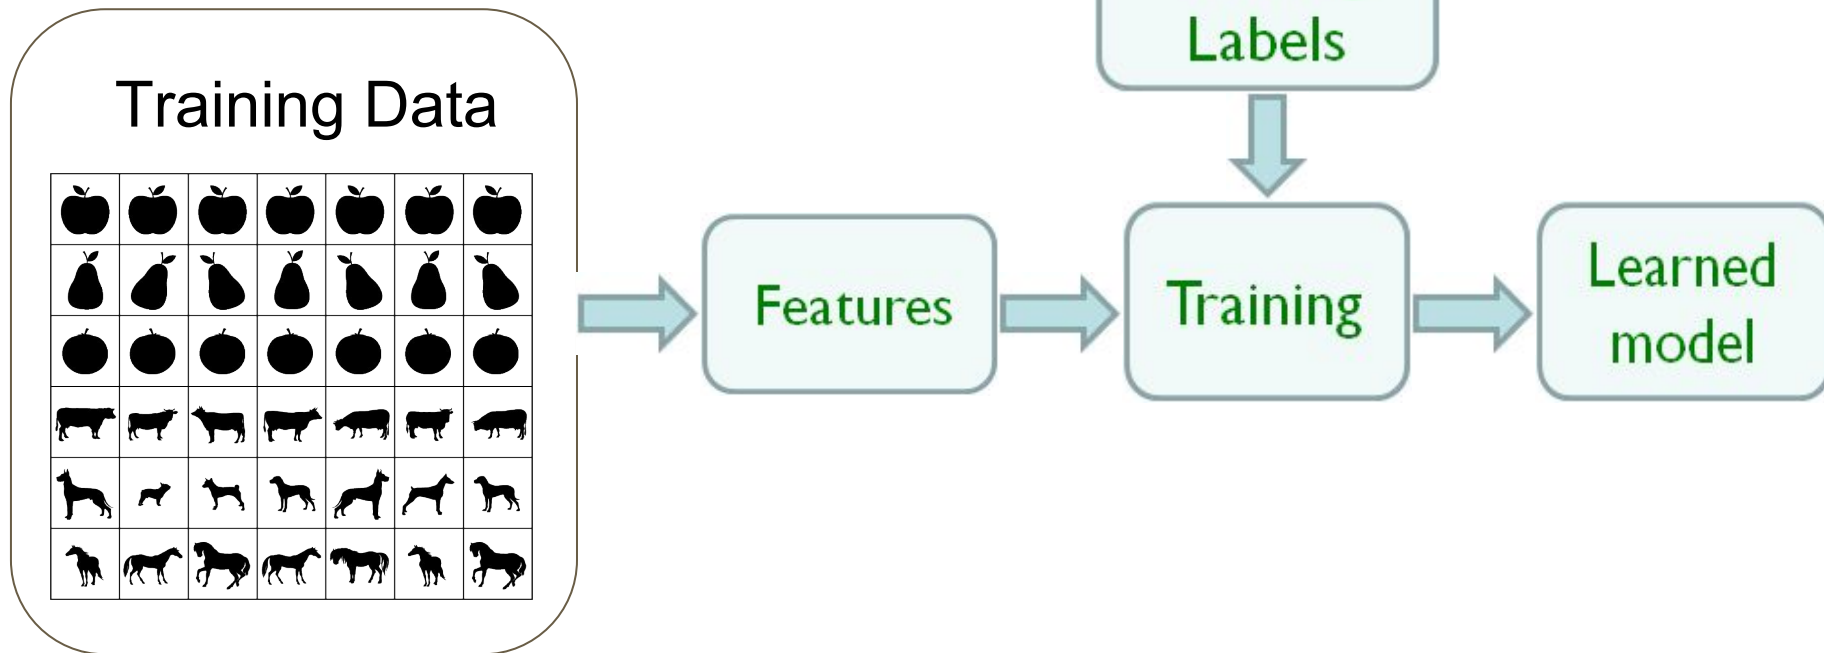 Training Data
Labels
Features
Training
Learned
model